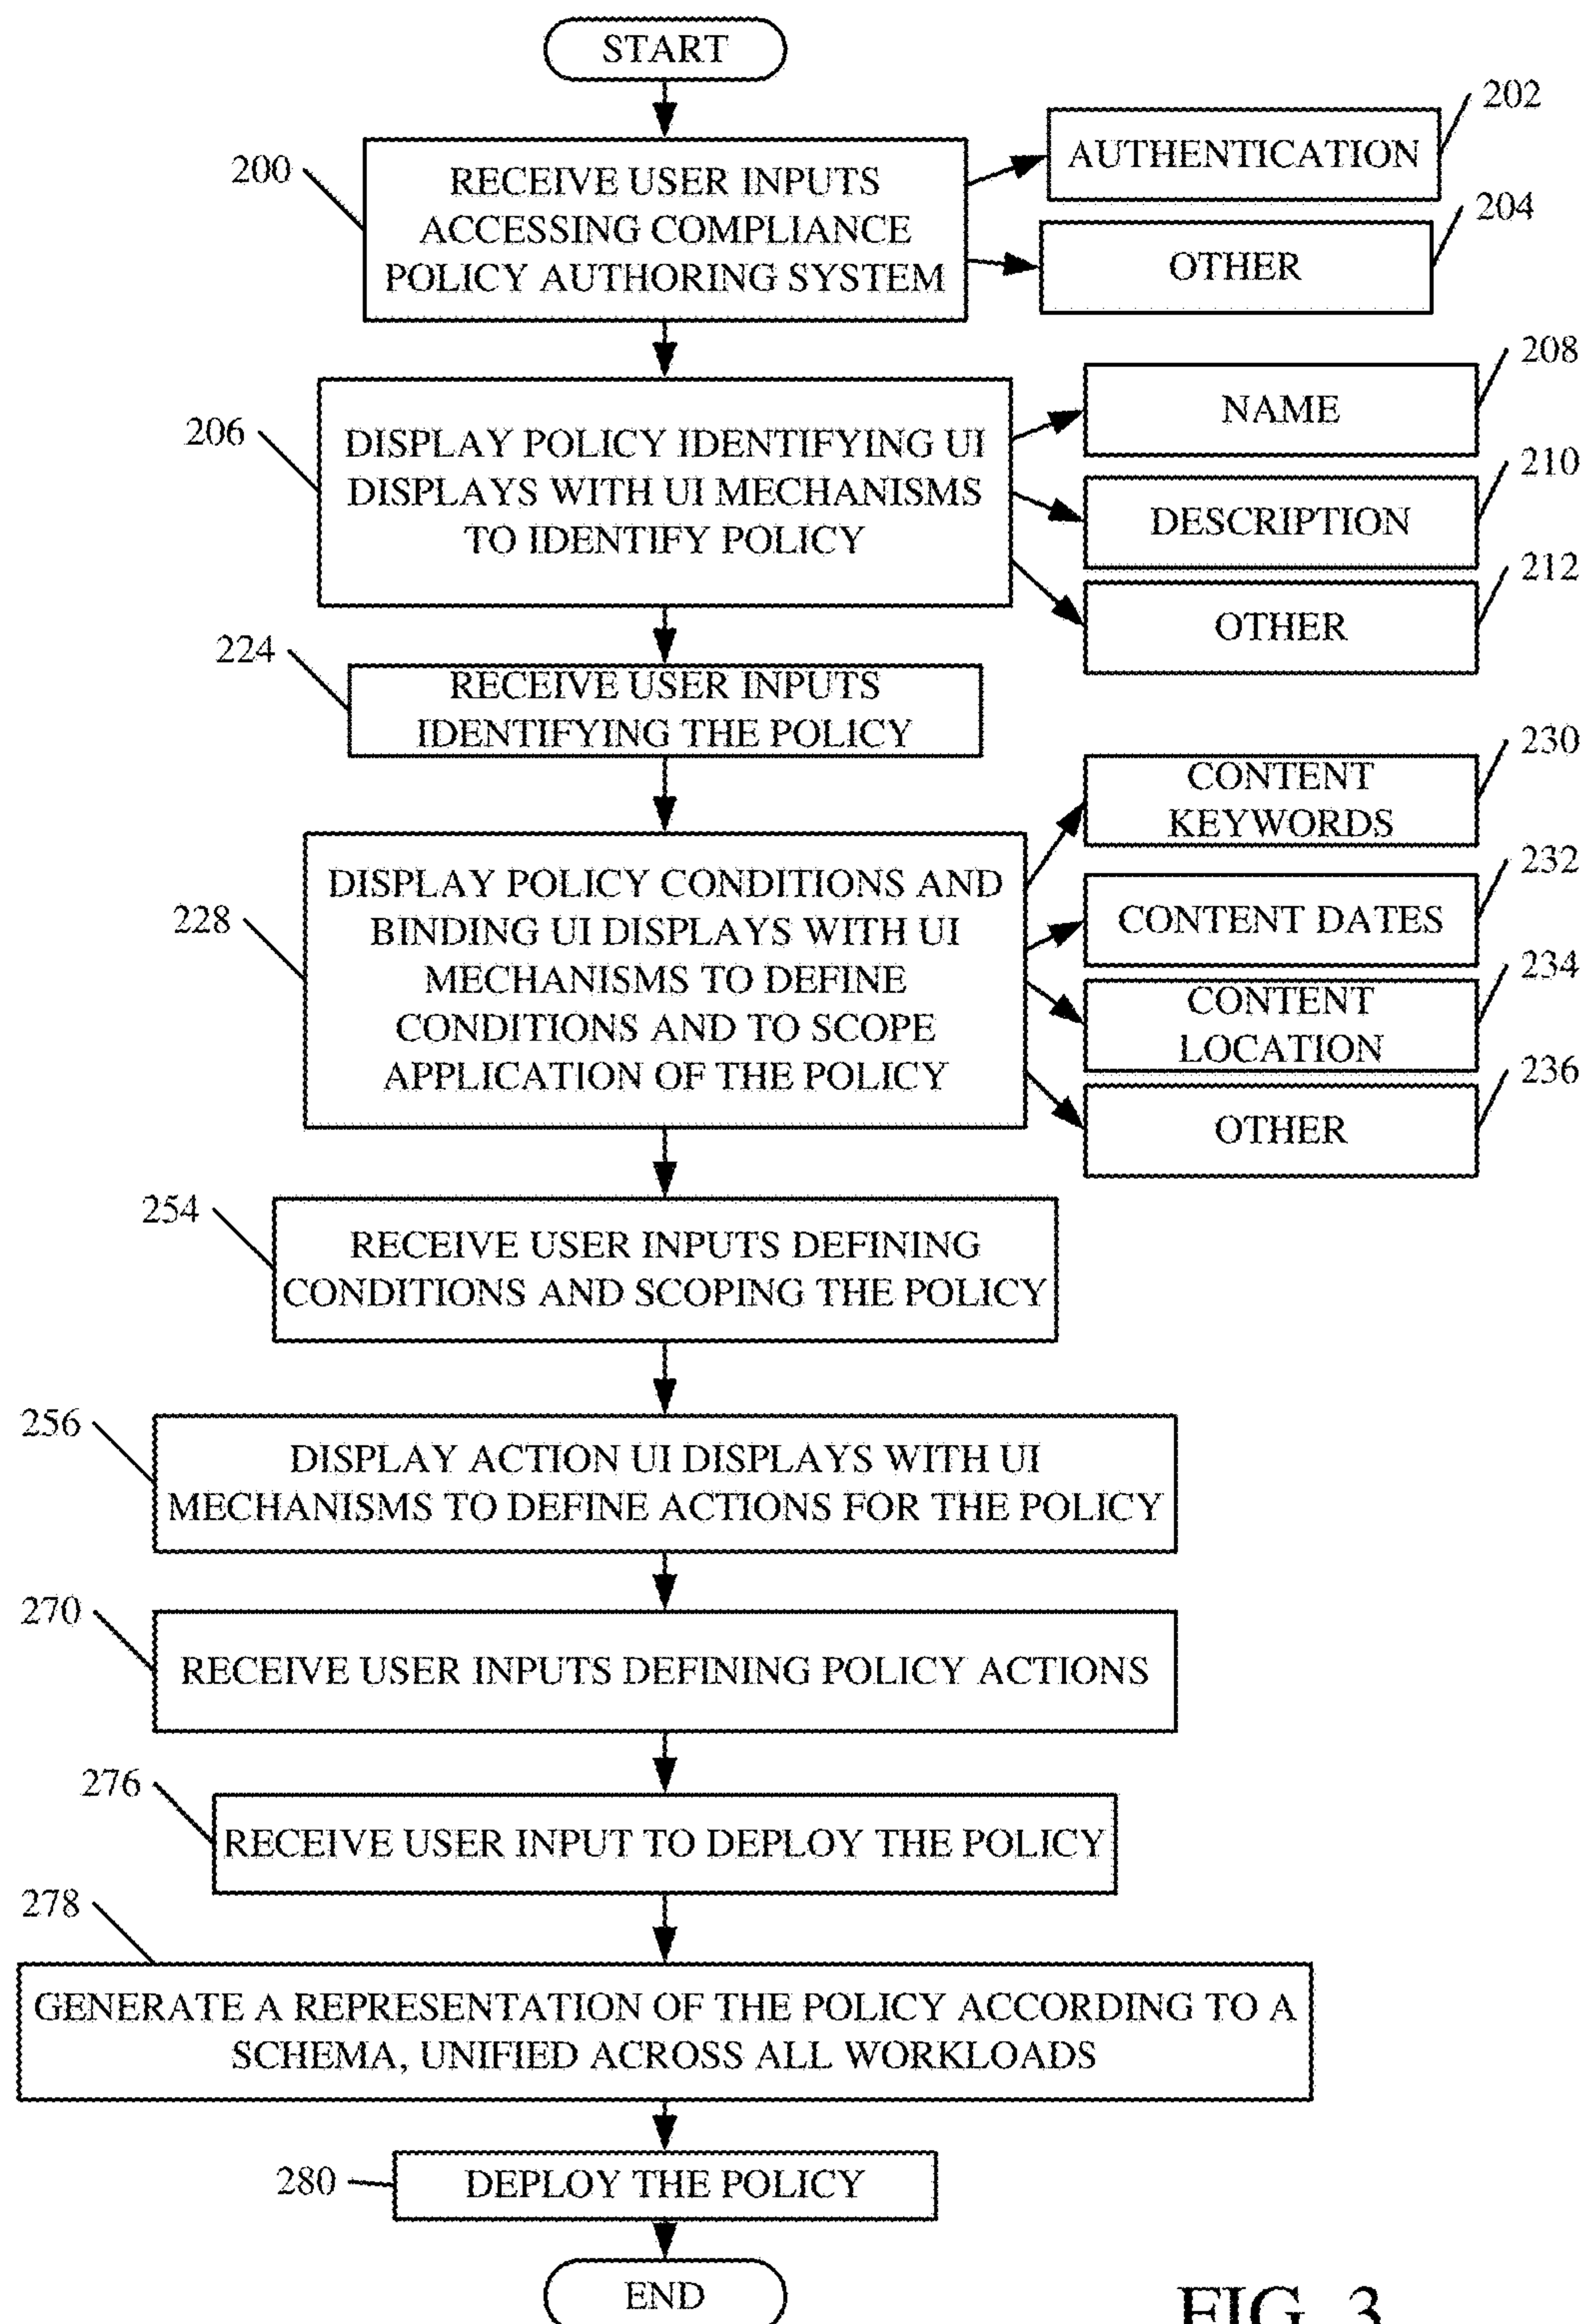 START
200
RECEIVE USER INPUTS
ACCESSING COMPLIANCE
POLICY AUTHORING SYSTEM
AUTHENTICATION
202
OTHER
204
206
DISPLAY POLICY IDENTIFYING UI
DISPLAYS WITH UI MECHANISMS
TO IDENTIFY POLICY
NAME
208
DESCRIPTION
210
OTHER
212
224
RECEIVE USER INPUTS
IDENTIFYING THE POLICY
228
DISPLAY POLICY CONDITIONS AND
BINDING UI DISPLAYS WITH UI
MECHANISMS TO DEFINE
CONDITIONS AND TO SCOPE
APPLICATION OF THE POLICY
CONTENT
KEYWORDS
230
CONTENT DATES
232
CONTENT
LOCATION
234
OTHER
236
254
RECEIVE USER INPUTS DEFINING
CONDITIONS AND SCOPING THE POLICY
256
DISPLAY ACTION UI DISPLAYS WITH UI
MECHANISMS TO DEFINE ACTIONS FOR THE POLICY
270
RECEIVE USER INPUTS DEFINING POLICY ACTIONS
276
RECEIVE USER INPUT TO DEPLOY THE POLICY
278
GENERATE A REPRESENTATION OF THE POLICY ACCORDING TO A
SCHEMA, UNIFIED ACROSS ALL WORKLOADS
280
DEPLOY THE POLICY
END
FIG. 3